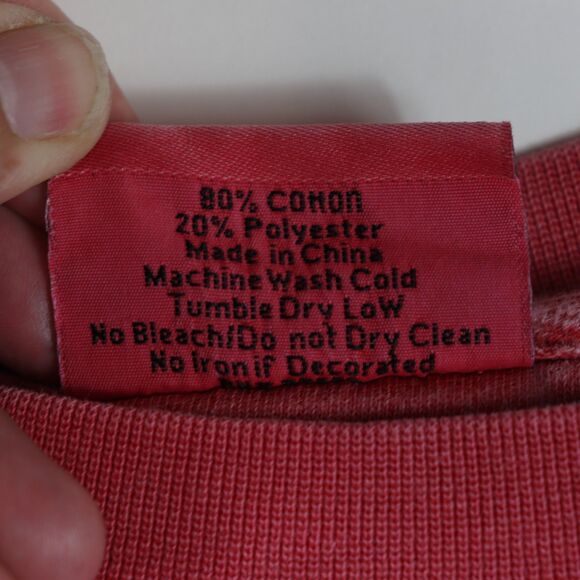 80% Cotton
20% Polyester
Made in China
Machine Wash Cold
Tumble Dry Low
No Bleach/Do not Dry Clean
No Iron if Decorated